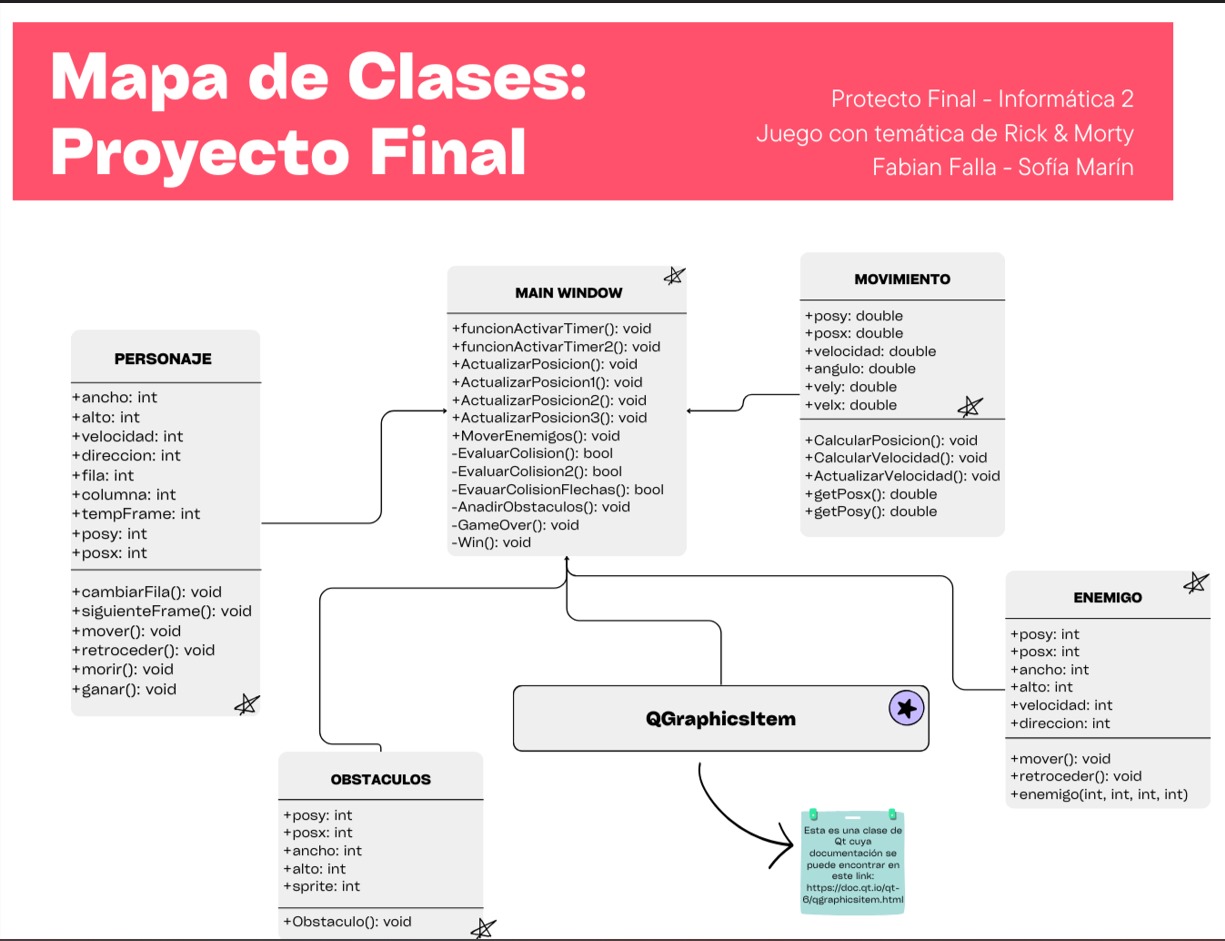 Mapa de Clases:
Proyecto Final
Protecto Final - Informática 2
Juego con temática de Rick & Morty
Fabian Falla - Sofía Marín
PERSONAJE
+ancho: int
+alto: int
+velocidad: int
+direccion: int
+fila: int
+columna: int
+tempFrame: int
+posy: int
+posx: int
+cambiarFila(): void
+siguienteFrame(): void
+mover(): void
+retroceder(): void
+morir(): void
+ganar(): void
MAIN WINDOW
+funcionActivarTimer(): void
+funcionActivarTimer2(): void
+ActualizarPosicion(): void
+ActualizarPosicion1(): void
+ActualizarPosicion2(): void
+ActualizarPosicion3(): void
+MoverEnemigos(): void
-EvaluarColision(): bool
-EvaluarColision2(): bool
-EvauarColisionFlechas(): bool
-AnadirObstaculos(): void
-GameOver(): void
-Win(): void
MOVIMIENTO
+posy: double
+posx: double
+velocidad: double
+angulo: double
+vely: double
+velx: double
+CalcularPosicion(): void
+CalcularVelocidad(): void
+ActualizarVelocidad(): void
+getPosx(): double
+getPosy(): double
ENEMIGO
+posy: int
+posx: int
+ancho: int
+alto: int
+velocidad: int
+direccion: int
+mover(): void
+retroceder(): void
+enemigo(int, int, int, int)
QGraphicsItem
OBSTACULOS
+posy: int
+posx: int
+ancho: int
+alto: int
+sprite: int
+Obstaculo(): void
Esta es una clase de
Qt cuya
documentación se
puede encontrar en
este link:
https://doc.qt.io/qt-
6/qgraphicsitem.html